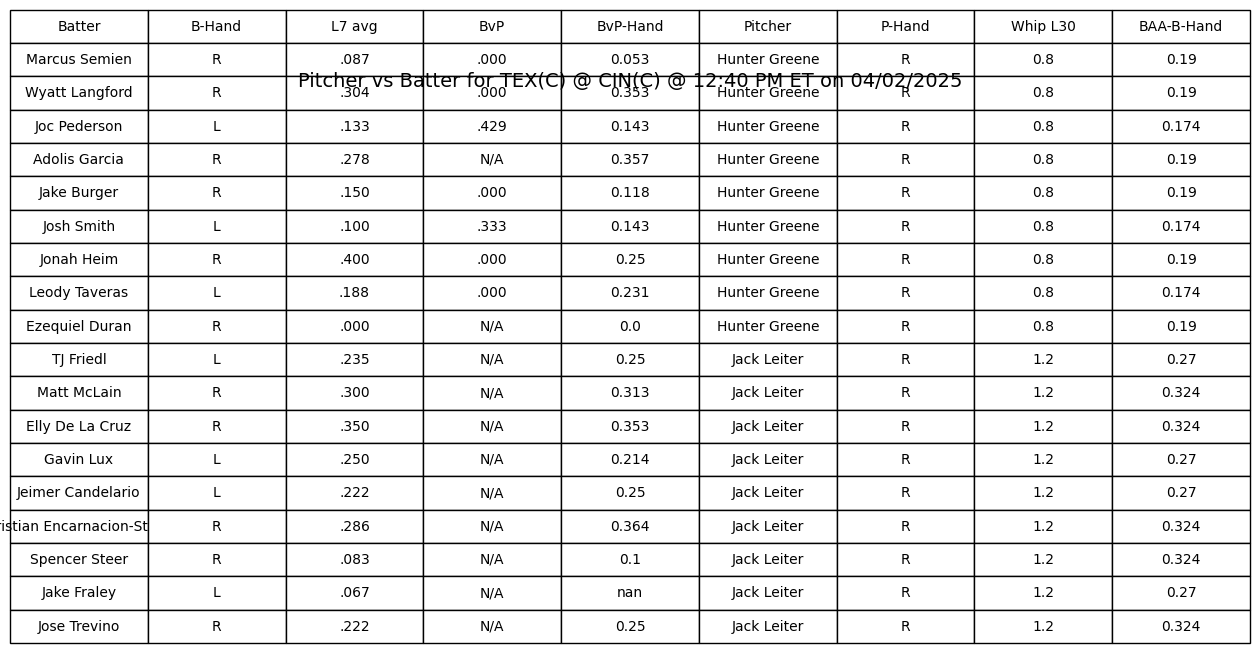 Batter B-Hand L7 avg BvP BvP-Hand Pitcher P-Hand Whip L30 BAA-B-Hand
Marcus Semien R .087 .000 0.053 Hunter Greene R 0.8 0.19
Pitcher vs Batter for TEX(C) @ CIN(C) @ 12:40 PM ET on 04/02/2025
Wyatt Langford R .304 .000 0.353 Hunter Greene R 0.8 0.19
Joc Pederson L .133 .429 0.143 Hunter Greene R 0.8 0.174
Adolis Garcia R .278 N/A 0.357 Hunter Greene R 0.8 0.19
Jake Burger R .150 .000 0.118 Hunter Greene R 0.8 0.19
Josh Smith L .100 .333 0.143 Hunter Greene R 0.8 0.174
Jonah Heim R .400 .000 0.25 Hunter Greene R 0.8 0.19
Leody Taveras L .188 .000 0.231 Hunter Greene R 0.8 0.174
Ezequiel Duran R .000 N/A 0.0 Hunter Greene R 0.8 0.19
TJ Friedl L .235 N/A 0.25 Jack Leiter R 1.2 0.27
Matt McLain R .300 N/A 0.313 Jack Leiter R 1.2 0.324
Elly De La Cruz R .350 N/A 0.353 Jack Leiter R 1.2 0.324
Gavin Lux L .250 N/A 0.214 Jack Leiter R 1.2 0.27
Jeimer Candelario L .222 N/A 0.25 Jack Leiter R 1.2 0.27
istian Encarnacion-St R .286 N/A 0.364 Jack Leiter R 1.2 0.324
Spencer Steer R .083 N/A 0.1 Jack Leiter R 1.2 0.324
Jake Fraley L .067 N/A nan Jack Leiter R 1.2 0.27
Jose Trevino R .222 N/A 0.25 Jack Leiter R 1.2 0.324